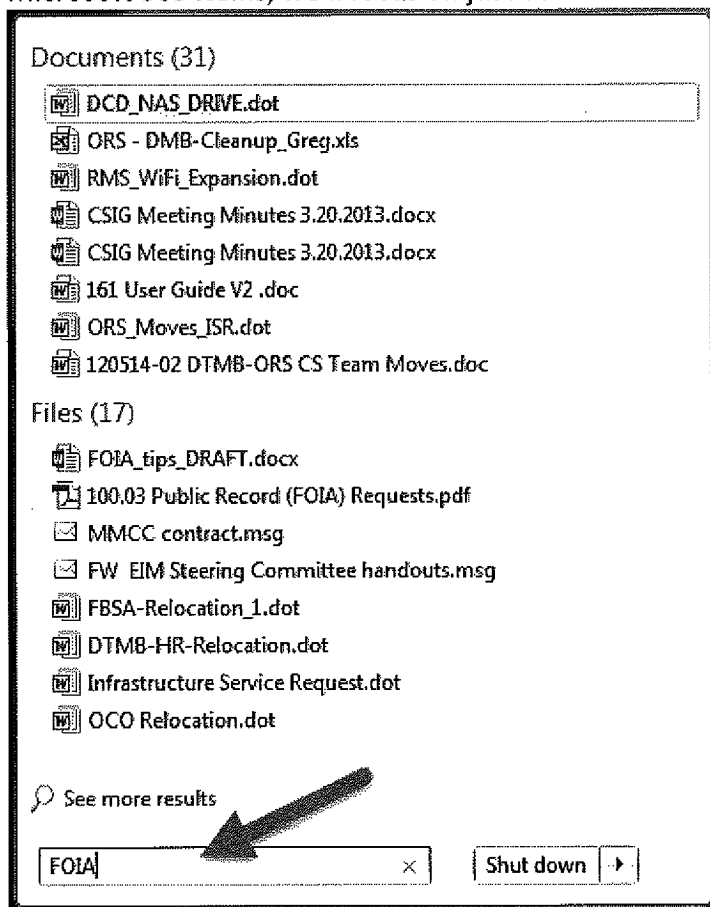 Documents (31)
DCD_NAS_DRIVE.dot
ORS - DMB-Cleanup_Greg.xls
RMS_WiFi_Expansion.dot
CSIG Meeting Minutes 3.20.2013.docx
CSIG Meeting Minutes 3.20.2013.docx
161 User Guide V2 .doc
ORS_Moves_ISR.dot
120514-02 DTMB-ORS CS Team Moves.doc
Files (17)
FOIA_tips_DRAFT.docx
100.03 Public Record (FOIA) Requests.pdf
MMCC contract.msg
FW EIM Steering Committee handouts.msg
FBSA-Relocation_1.dot
DTMB-HR-Relocation.dot
Infrastructure Service Request.dot
OCO Relocation.dot
See more results
FOIA
Shut down